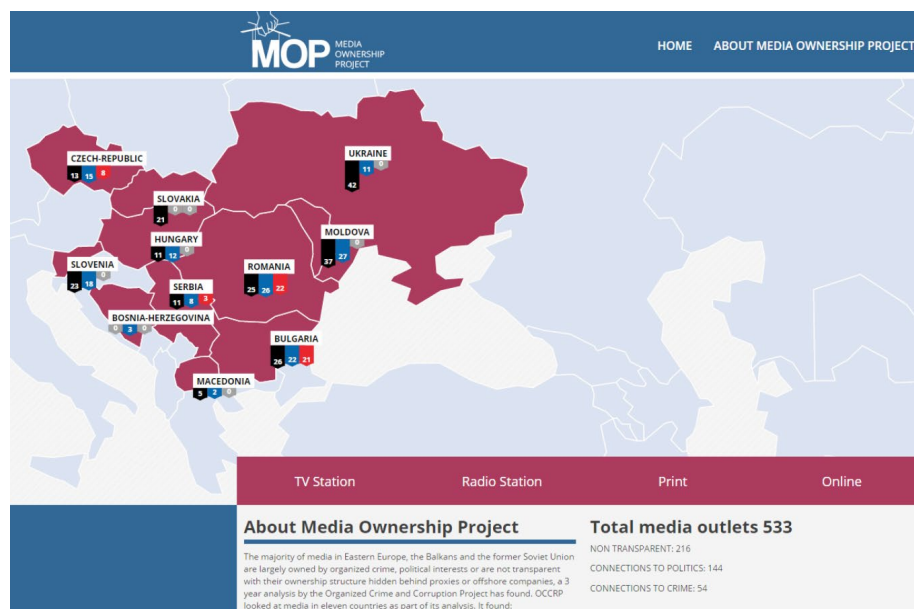 MOP
MEDIA
OWNERSHIP
PROJECT
HOME ABOUT MEDIA OWNERSHIP PROJECT
CZECH-REPUBLIC
13 15 8
UKRAINE
42 11 0
SLOVAKIA
21 0 0
HUNGARY
11 12 0
MOLDOVA
37 27 0
SLOVENIA
23 18 0
ROMANIA
25 26 22
SERBIA
11 8 3
BOSNIA-HERZEGOVINA
0 3 0
BULGARIA
26 22 21
MACEDONIA
5 2 0
TV Station Radio Station Print Online
About Media Ownership Project
The majority of media in Eastern Europe, the Balkans and the former Soviet Union
are largely owned by organized crime, political interests or are not transparent
with their ownership structure hidden behind proxies or offshore companies, a 3
year analysis by the Organized Crime and Corruption Project has found. OCCRP
looked at media in eleven countries as part of its analysis. It found:
Total media outlets 533
NON TRANSPARENT: 216
CONNECTIONS TO POLITICS: 144
CONNECTIONS TO CRIME: 54